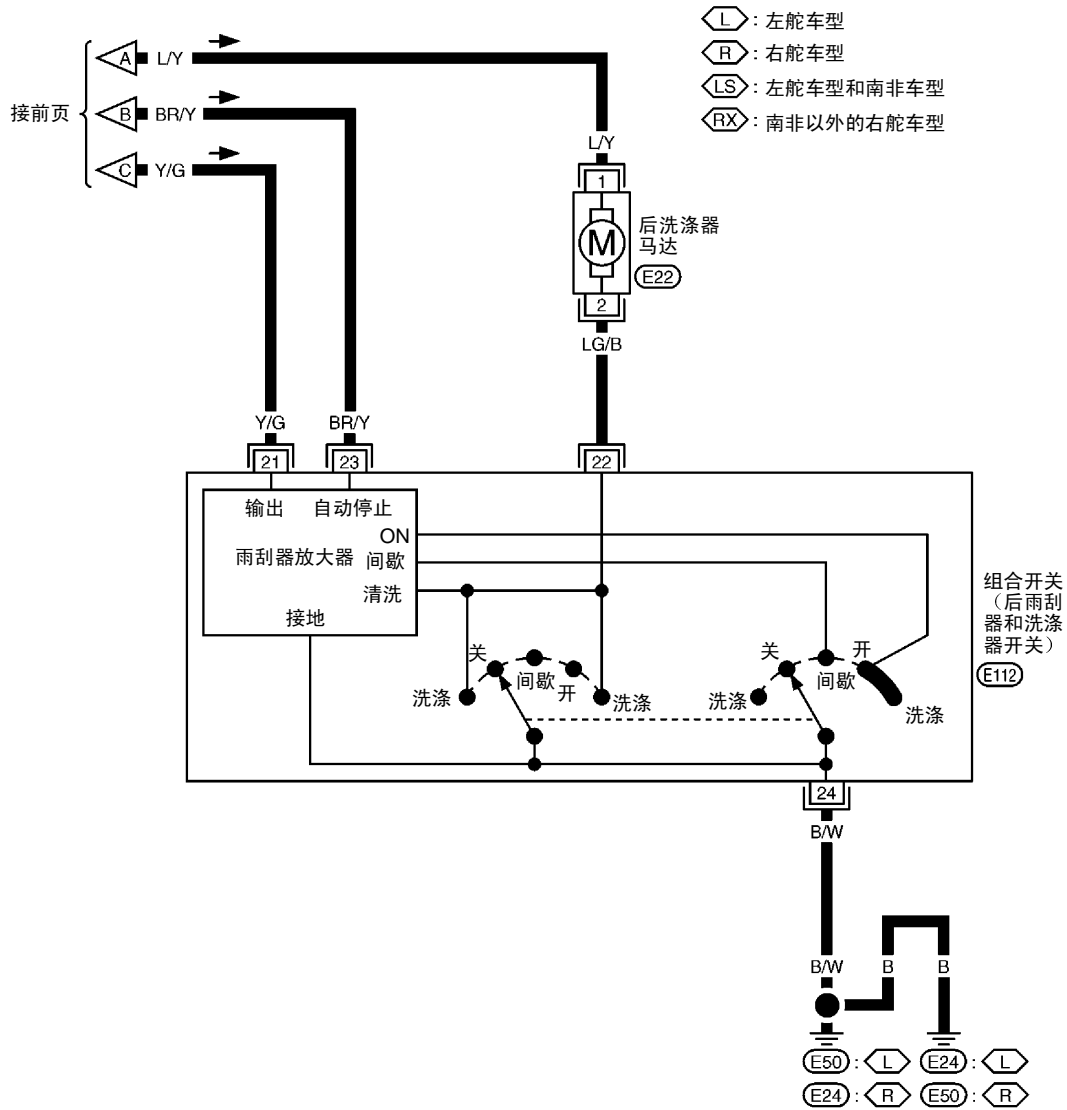 L : 左舵车型
R : 右舵车型
LS : 左舵车型和南非车型
RX : 南非以外的右舵车型
接前页
A L/Y
B BR/Y
C Y/G
L/Y
1
M
后洗涤器
马达
E22
2
LG/B
Y/G
BR/Y
21
23
22
输出
自动停止
ON
雨刮器放大器
间歇
清洗
接地
关
间歇
开
洗涤
洗涤
关
间歇
开
洗涤
洗涤
组合开关
（后雨刮
器和洗涤
器开关）
E112
24
B/W
B/W
B
B
E50 : L
E24 : L
E24 : R
E50 : R